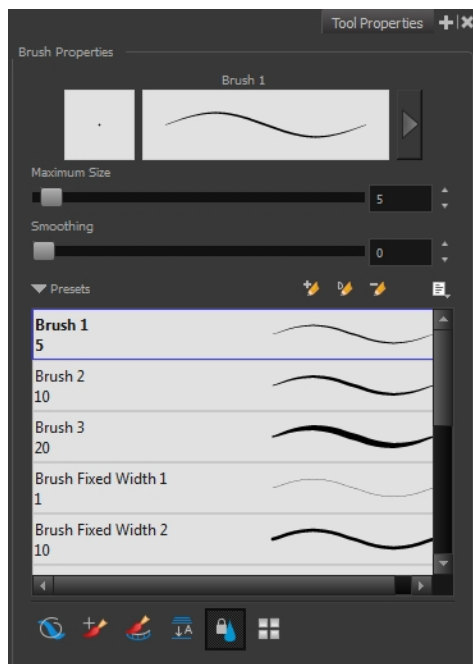 Tool Properties
Brush Properties
Brush 1
Maximum Size
5
Smoothing
0
Presets
Brush 1
5
Brush 2
10
Brush 3
20
Brush Fixed Width 1
1
Brush Fixed Width 2
10